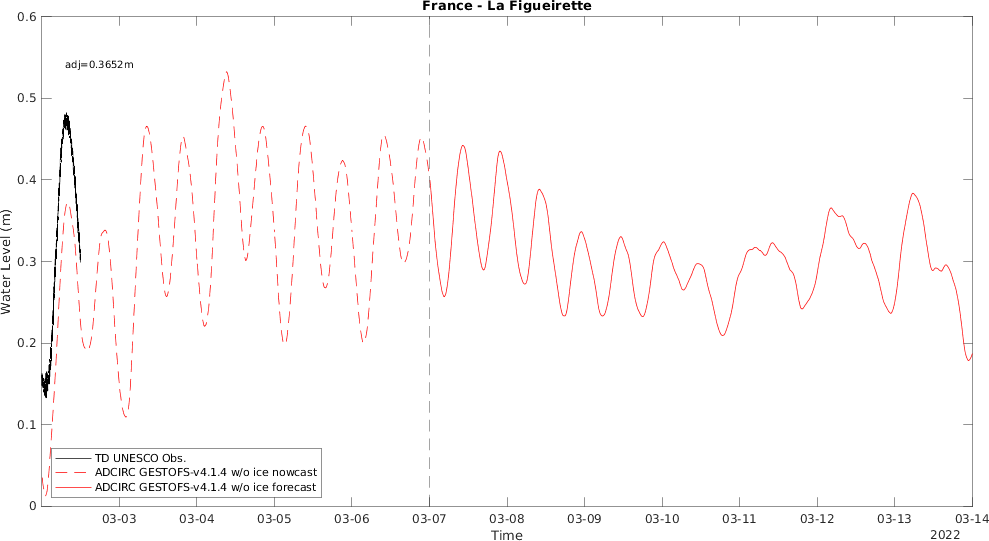 France - La Figueirette
adj=0.3652m
0.6
0.5
0.4
0.3
0.2
0.1
0
Water Level (m)
TD UNESCO Obs.
ADCIRC GESTOFS-v4.1.4 w/o ice nowcast
ADCIRC GESTOFS-v4.1.4 w/o ice forecast
03-03 03-04 03-05 03-06 03-07 03-08 03-09 03-10 03-11 03-12 03-13 03-14
Time
2022